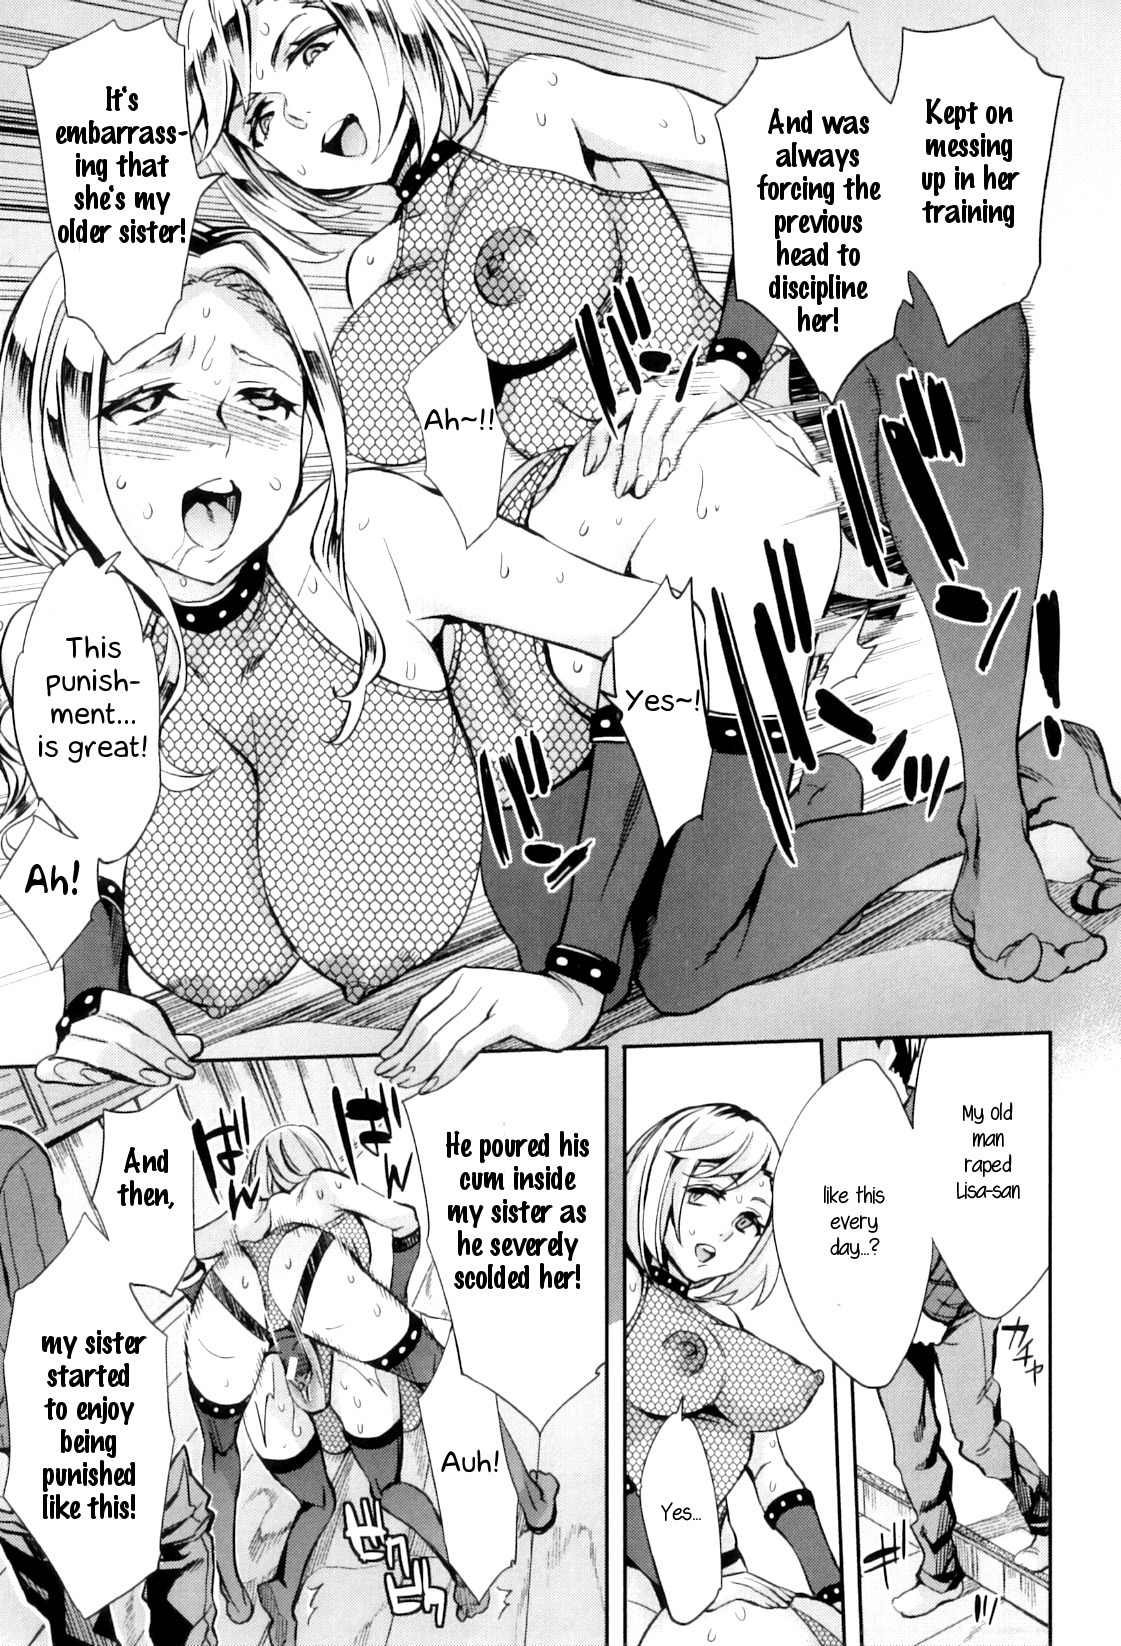 Kept on
messing
up in her
training
And was
always
forcing the
previous
head to
discipline
her!
It's
embarrass-
ing that
she's my
older sister!
Ah~!!
Yes~!
This
punish-
ment...
is great!
Ah!
My old
man
raped
Lisa-san
like this
every
day...?
Yes...
ガチャ
He poured his
cum inside
my sister as
he severely
scolded her!
Auh!
And
then,
my sister
started
to enjoy
being
punished
like this!